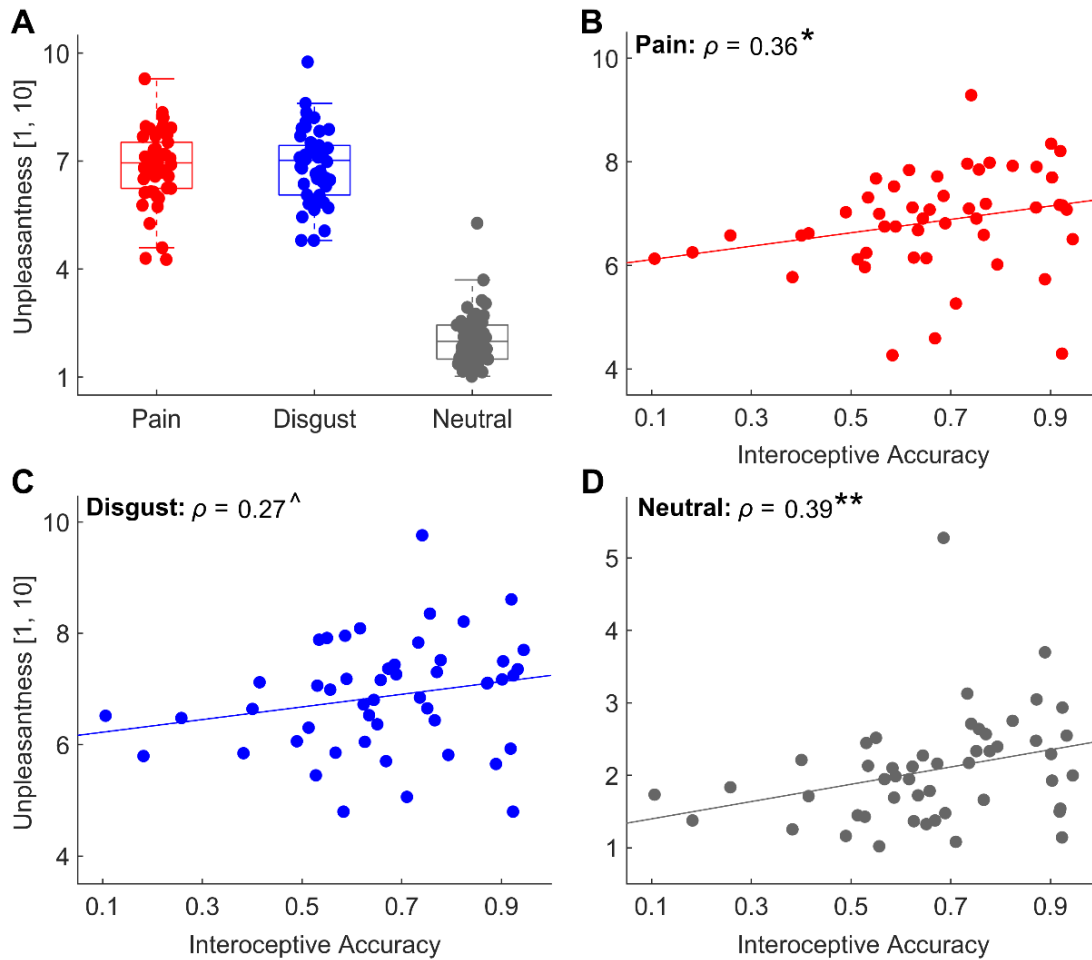 A
Unpleasantness [1, 10]
10
7
4
1
Pain Disgust Neutral
B
Pain: ρ = 0.36*
10
8
6
4
0.1 0.3 0.5 0.7 0.9
Interoceptive Accuracy
C
Disgust: ρ = 0.27^
Unpleasantness [1, 10]
10
8
6
4
0.1 0.3 0.5 0.7 0.9
Interoceptive Accuracy
D
Neutral: ρ = 0.39**
5
4
3
2
1
0.1 0.3 0.5 0.7 0.9
Interoceptive Accuracy